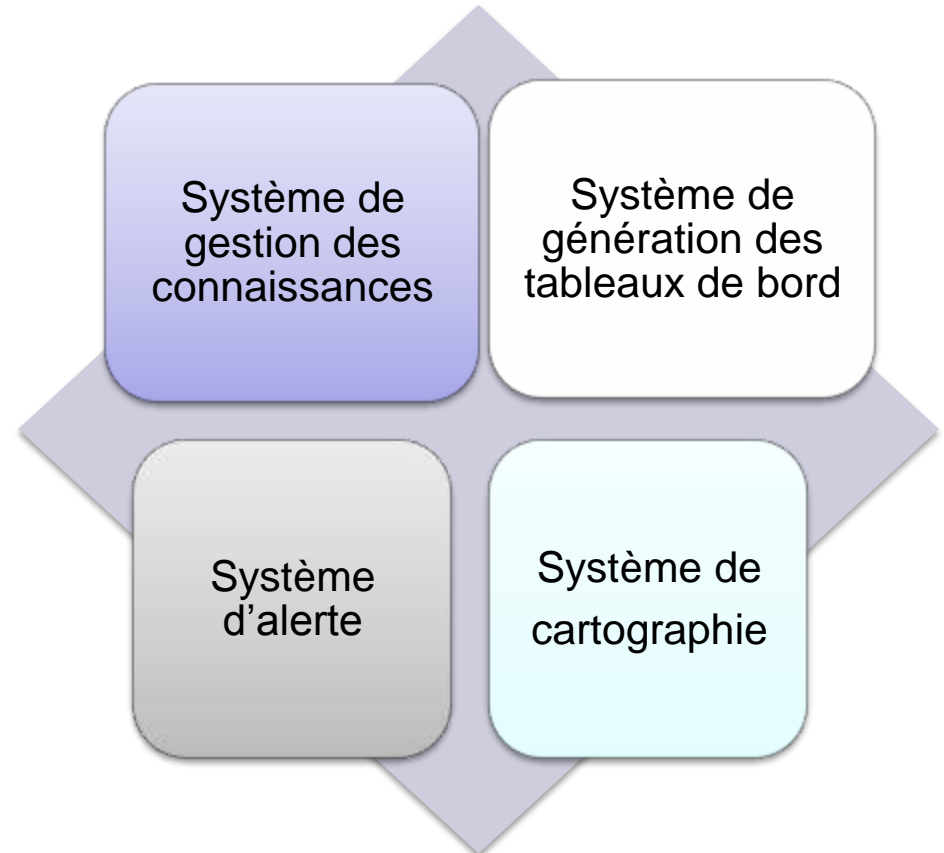 Système de
gestion des
connaissances
Système de
génération des
tableaux de bord
Système
d’alerte
Système de
cartographie